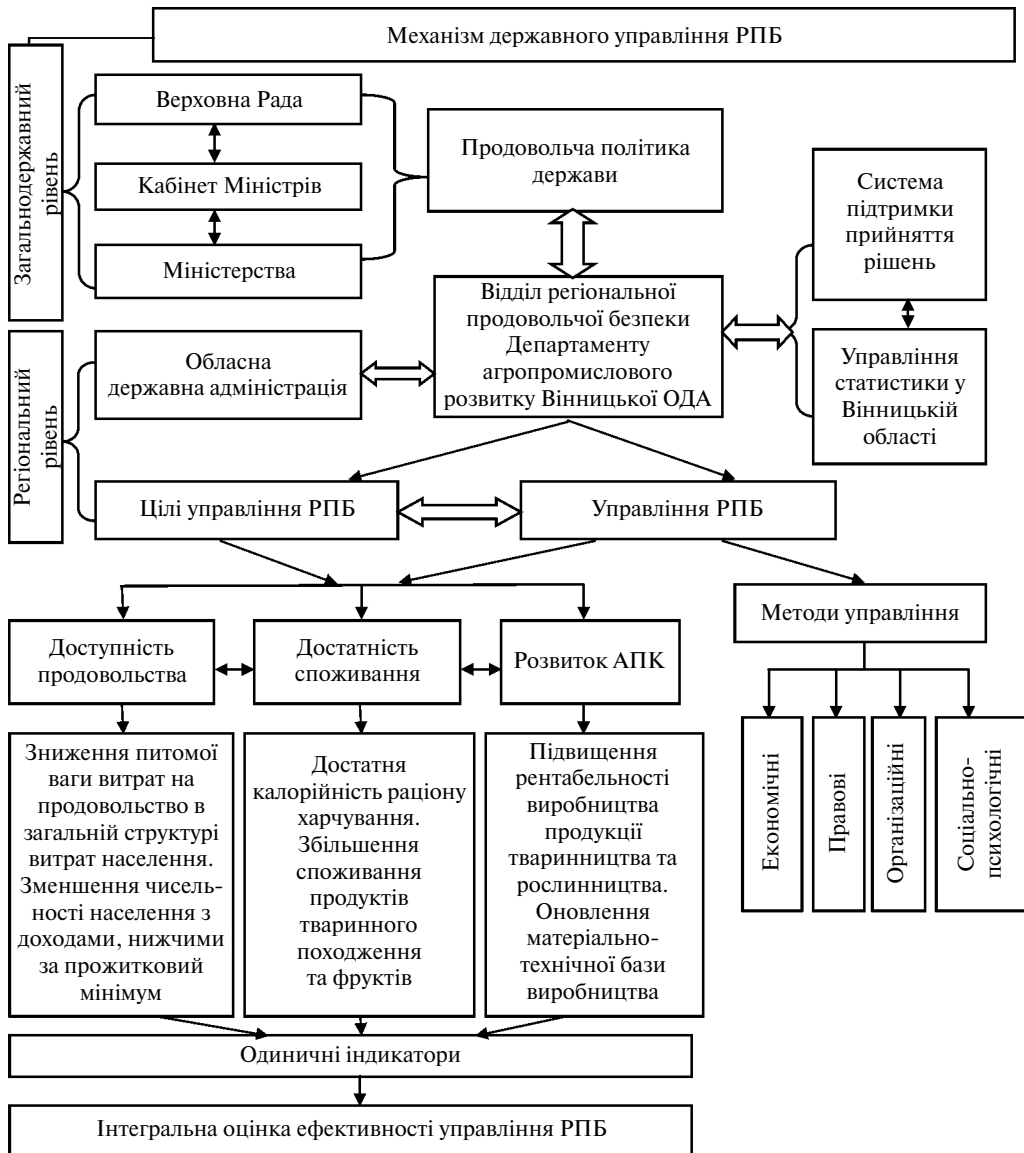 Механізм державного управління РПБ
Загальнодержавний
рівень
Верховна Рада
Кабінет Міністрів
Міністерства
Продовольча політика
держави
Система
підтримки
прийняття
рішень
Відділ регіональної
продовольчої безпеки
Департаменту
агропромислового
розвитку Вінницької ОДА
Управління
статистики у
Вінницькій
області
Регіональний
рівень
Обласна
державна адміністрація
Цілі управління РПБ
Управління РПБ
Доступність
продовольства
Достатність
споживання
Розвиток АПК
Методи управління
Зниження питомої
ваги витрат на
продовольство в
загальній структурі
витрат населення.
Зменшення чисель-
ності населення з
доходами, нижчими
за прожитковий
мінімум
Достатня
калорійність раціону
харчування.
Збільшення
споживання
продуктів
тваринного
походження
та фруктів
Підвищення
рентабельності
виробництва
продукції
тваринництва та
рослинництва.
Оновлення
матеріально-
технічної бази
виробництва
Економічні
Правові
Організаційні
Соціально-
психологічні
Одиничні індикатори
Інтегральна оцінка ефективності управління РПБ